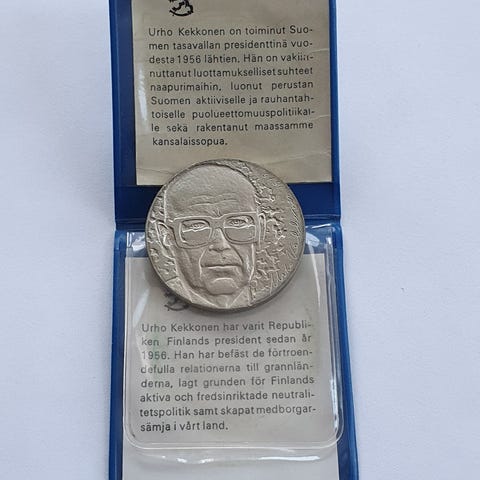 Urho Kekkonen on toiminut Suo-
men tasavallan presidenttinä vuo-
desta 1956 lähtien. Hän on vakiin-
nuttanut luottamukselliset suhteet
naapurimaihin, luonut perustan
Suomen aktiiviselle ja rauhantah-
toiselle puolueettomuuspolitiikal-
le sekä rakentanut maassamme
kansalaissopua.
Urho Kekkonen har varit Republi-
ken Finlands president sedan år
1956. Han har befäst de förtroen-
defulla relationerna till grannlän-
derna, lagt grunden för Finlands
aktiva och fredsinriktade neutrali-
tetspolitik samt skapat medborgar-
sämja i vårt land.